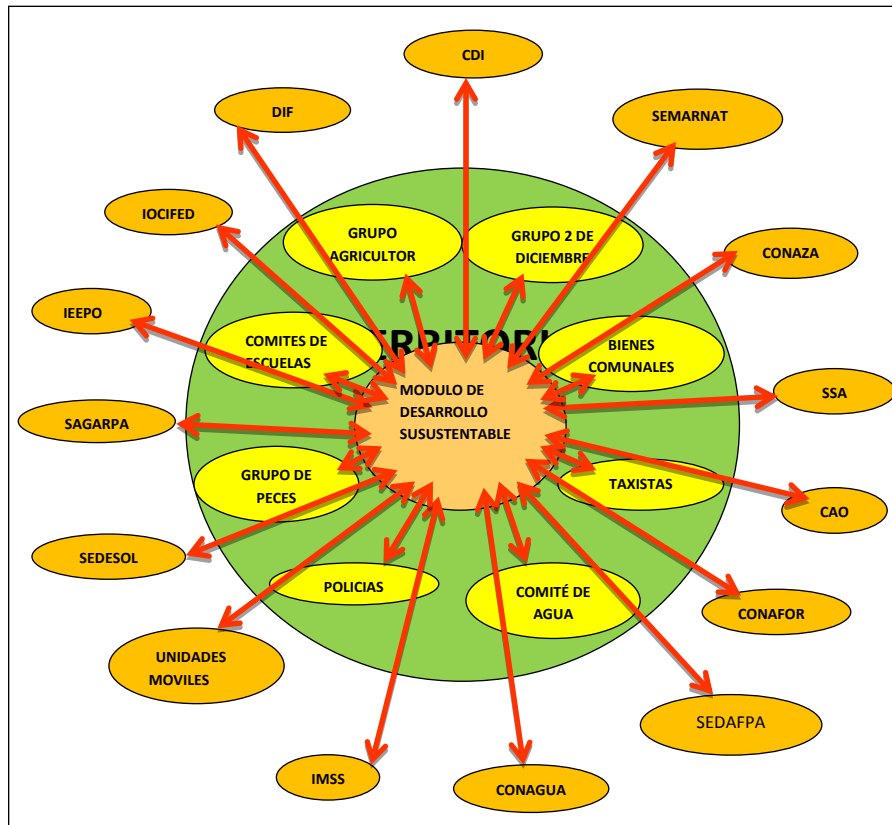 CDI
DIF
SEMARNAT
IOCIFED
GRUPO
AGRICULTOR
GRUPO 2 DE
DICIEMBRE
CONAZA
IEEPO
COMITES DE
ESCUELAS
ERRITORI
BIENES
COMUNALES
MODULO DE
DESARROLLO
SUSUSTENTABLE
SSA
SAGARPA
GRUPO DE
PECES
TAXISTAS
CAO
SEDESOL
POLICIAS
COMITÉ DE
AGUA
CONAFOR
UNIDADES
MOVILES
SEDAFPA
IMSS
CONAGUA